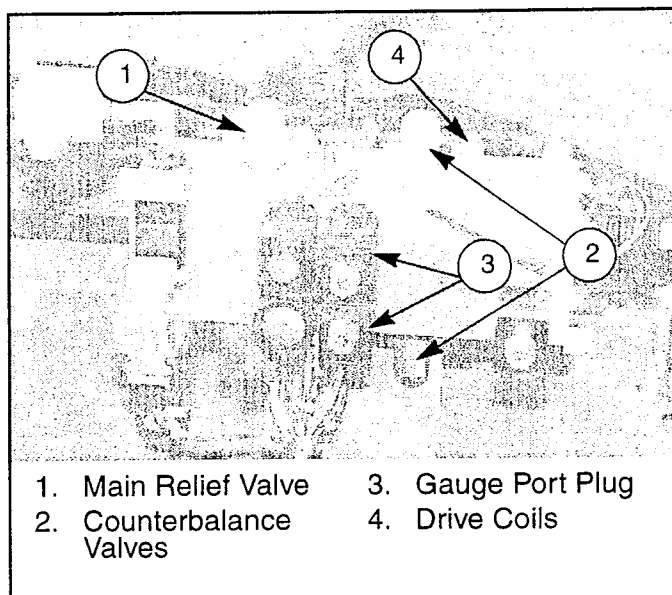 1
4
3
2
1. Main Relief Valve
2. Counterbalance
Valves
3. Gauge Port Plug
4. Drive Coils